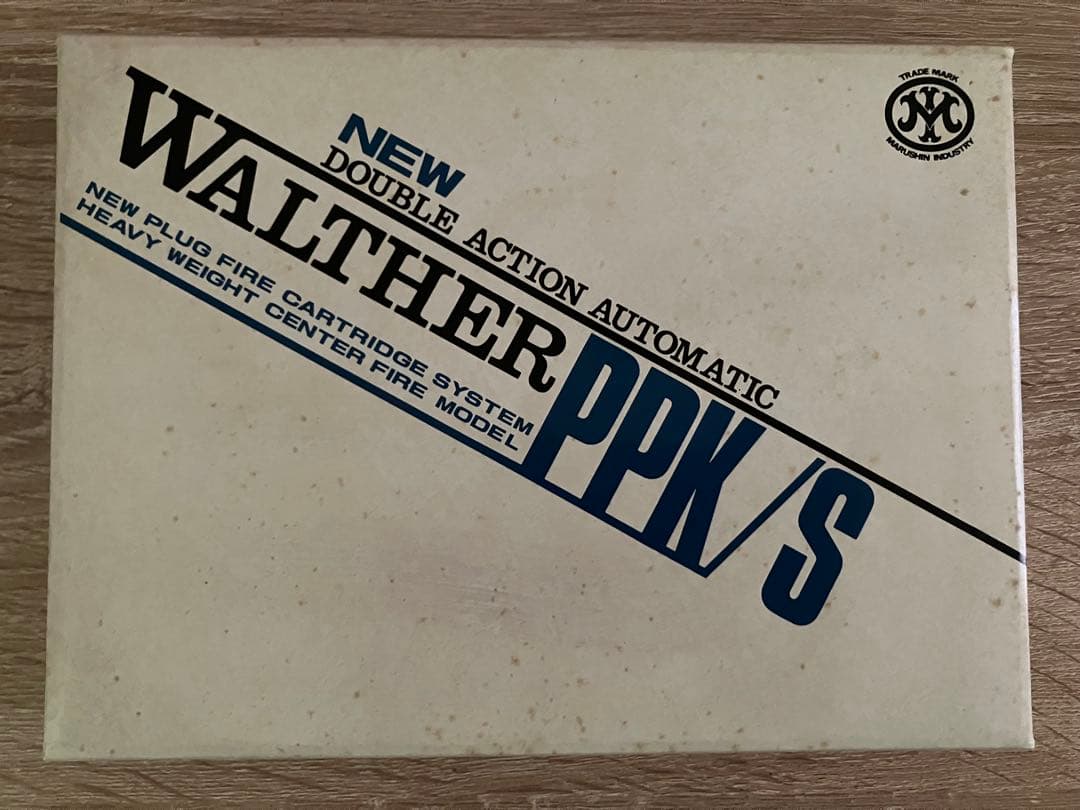 TRADE MARK
M
MARUSHIN INDUSTRY
NEW
DOUBLE ACTION AUTOMATIC
WALTHER PPK/S
NEW PLUG FIRE CARTRIDGE SYSTEM
HEAVY WEIGHT CENTER FIRE MODEL